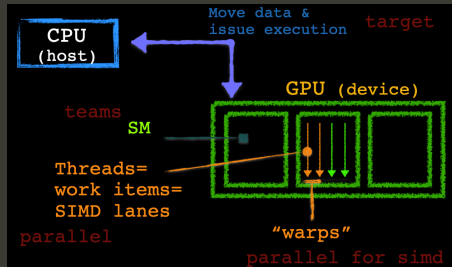 Move data &
issue execution
target
CPU
(host)
GPU (device)
teams
SM
Threads=
work items=
SIMD lanes
parallel
“warps”
parallel for simd